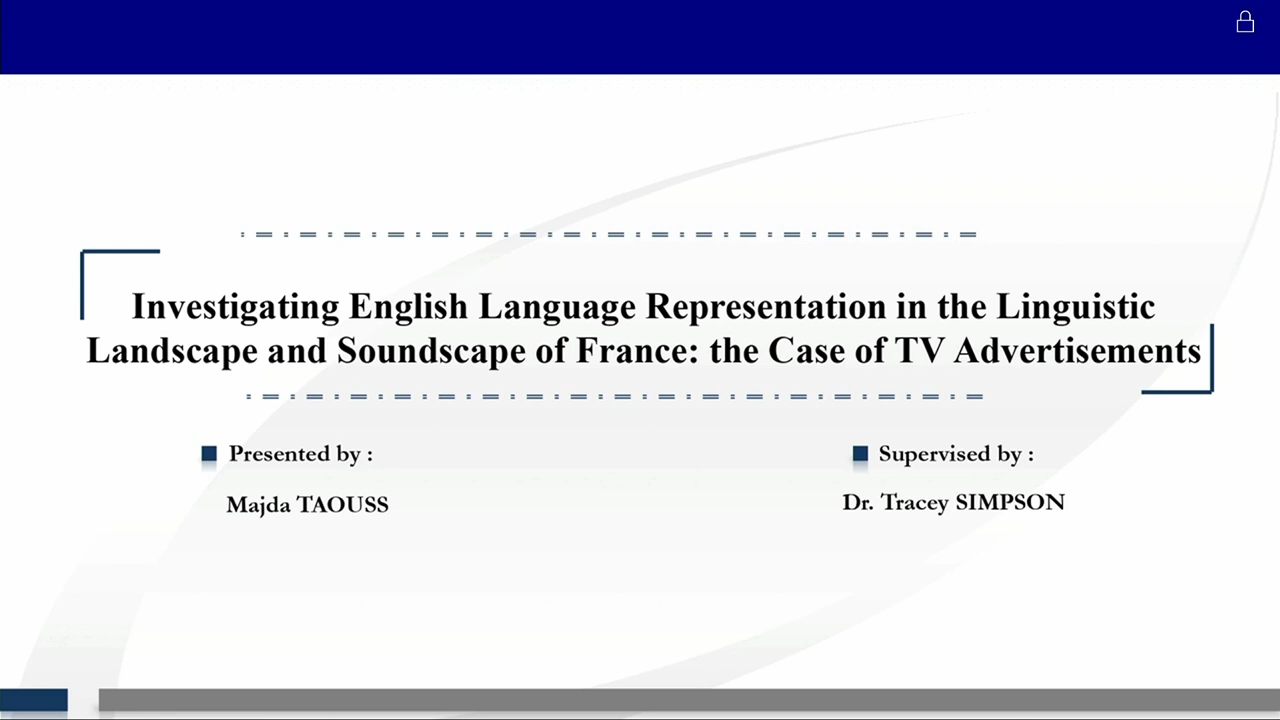 Investigating English Language Representation in the Linguistic
Landscape and Soundscape of France: the Case of TV Advertisements
Presented by :
Supervised by :
Majda TAOUSS
Dr. Tracey SIMPSON